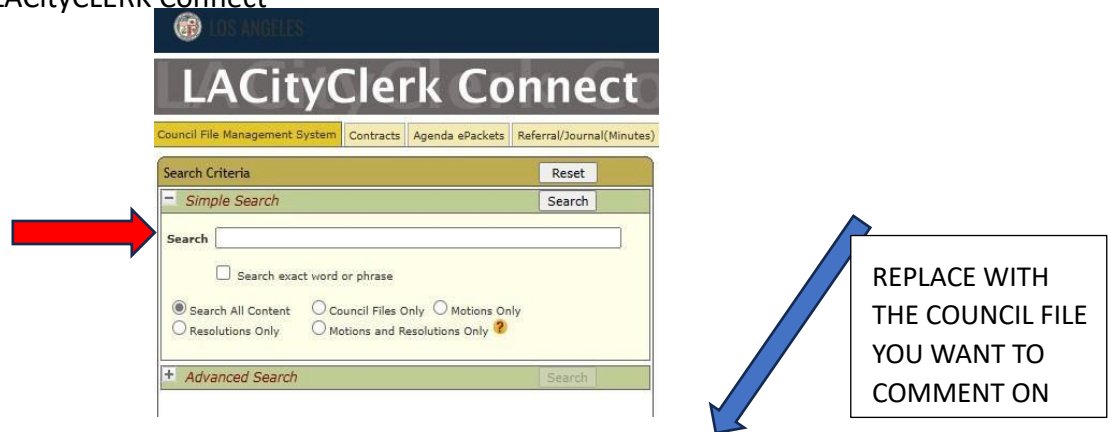 LACityCLERK Connect
LOS ANGELES
LACityClerk Connect
Council File Management System Contracts Agenda ePackets Referral/Journal(Minutes)
Search Criteria Reset
Simple Search Search
Search
Search exact word or phrase
Search All Content Council Files Only Motions Only
Resolutions Only Motions and Resolutions Only ?
Advanced Search Search
REPLACE WITH
THE COUNCIL FILE
YOU WANT TO
COMMENT ON